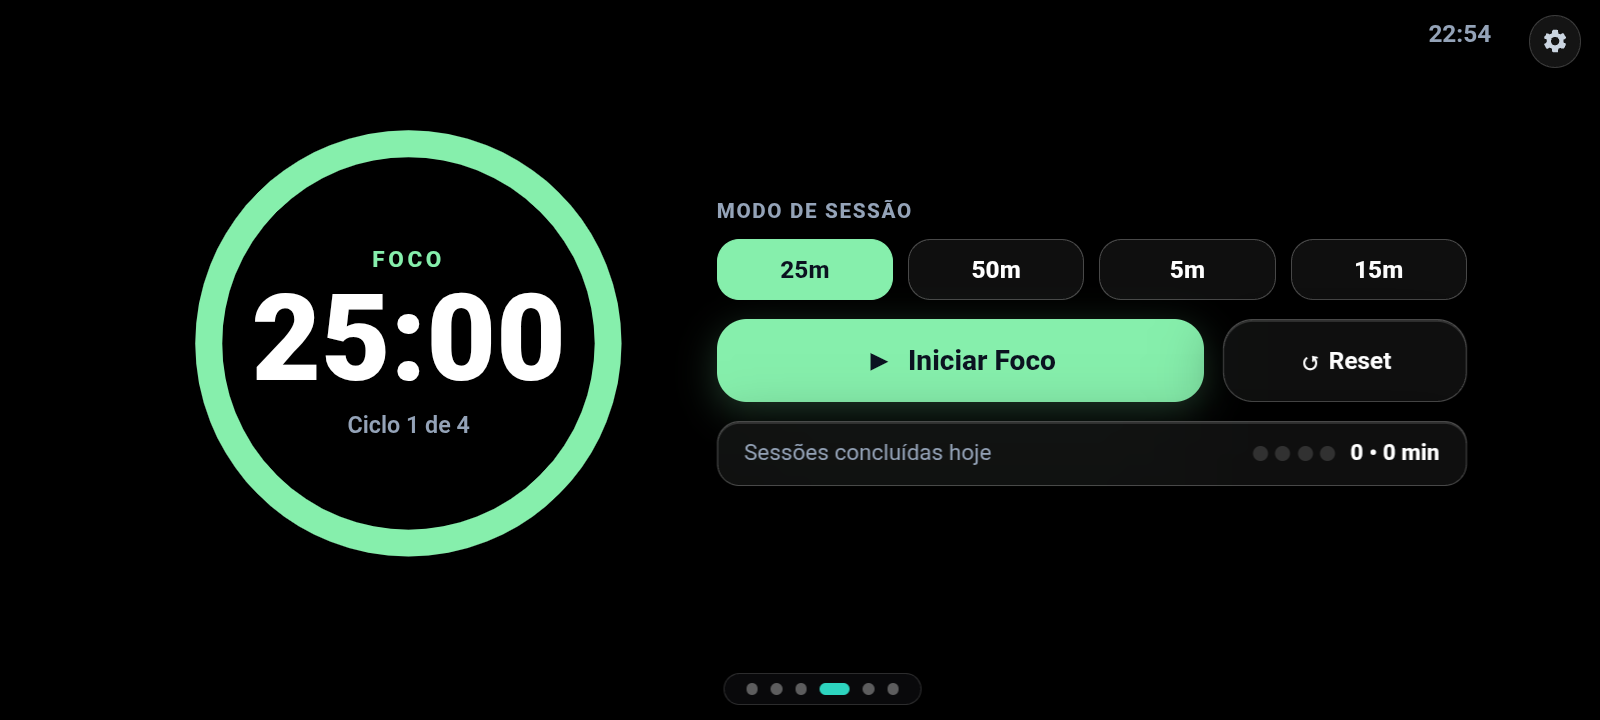 22:54
FOCO
25:00
Ciclo 1 de 4
MODO DE SESSÃO
25m
50m
5m
15m
▶ Iniciar Foco
↺ Reset
Sessões concluídas hoje
0 • 0 min